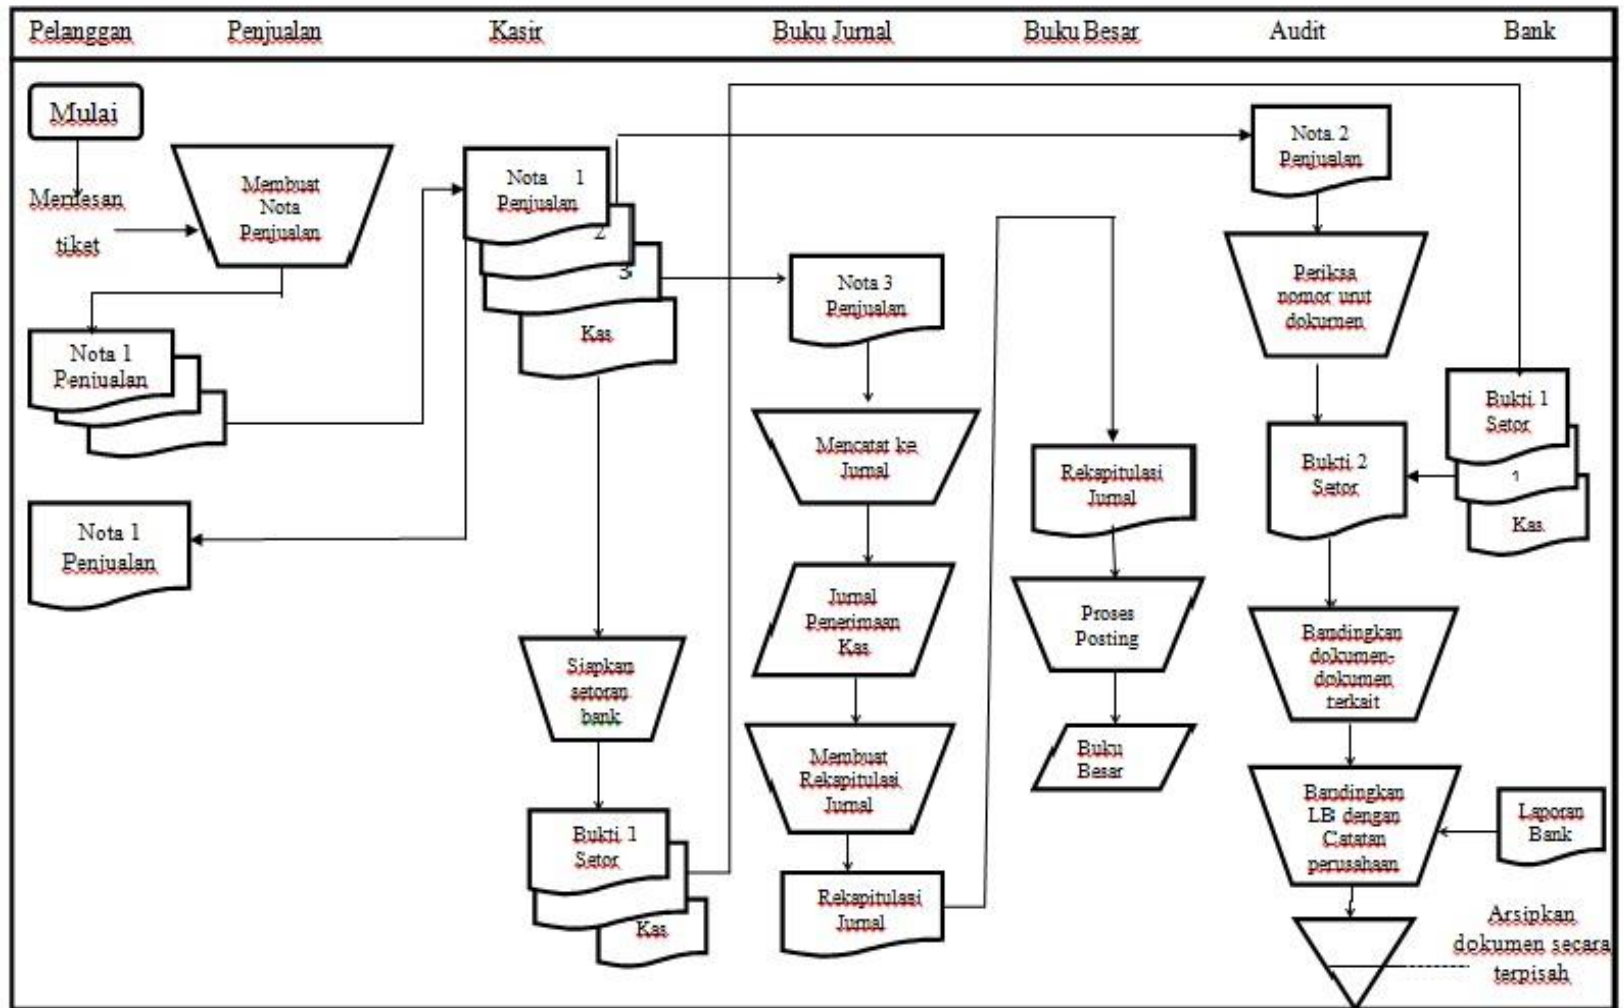 Pelanggan Penjualan Kasir Buku Jurnal Buku Besar Audit Bank
Mulai
Memesan
tiket
Membuat
Nota
Penjualan
Nota 1
Penjualan
Nota 1
Penjualan
Nota 1
Penjualan
2
3
Kas
Siapkan
setoran
bank
Bukti 1
Setor
Kas
Nota 3
Penjualan
Mencatat ke
Jurnal
Jurnal
Penerimaan
Kas
Membuat
Rekapitulasi
Jurnal
Rekapitulasi
Jurnal
Rekapitulasi
Jurnal
Proses
Posting
Buku
Besar
Nota 2
Penjualan
Periksa
nomor urut
dokumen
Bukti 2
Setor
Bandingkan
dokumen-
dokumen
terkait
Bandingkan
LB dengan
Catatan
perusahaan
Bukti 1
Setor
Kas
Laporan
Bank
Arsipkan
dokumen secara
terpisah